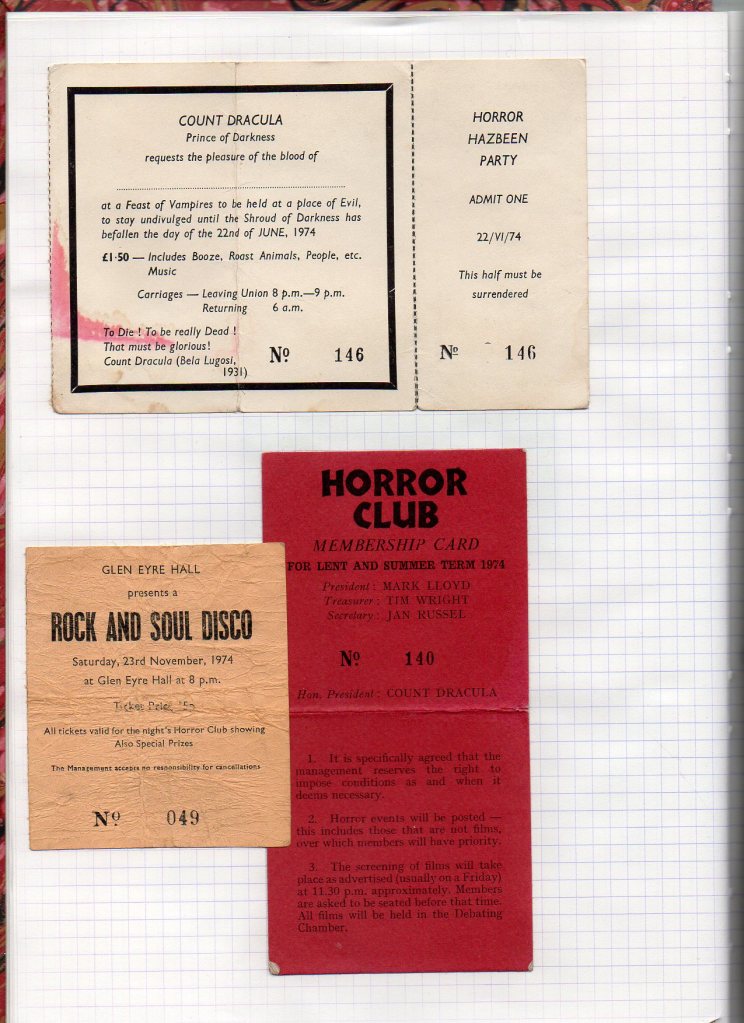 COUNT DRACULA
Prince of Darkness
requests the pleasure of the blood of
at a Feast of Vampires to be held at a place of Evil,
to stay undivulged until the Shroud of Darkness has
befallen the day of the 22nd of JUNE, 1974
£1·50 — Includes Booze, Roast Animals, People, etc.
Music
Carriages — Leaving Union 8 p.m.—9 p.m.
Returning 6 a.m.
To Die ! To be really Dead !
That must be glorious!
Count Dracula (Bela Lugosi,
1931)
Nº 146
HORROR
HAZBEEN
PARTY
ADMIT ONE
22/VI/74
This half must be
surrendered
Nº 146
HORROR
CLUB
MEMBERSHIP CARD
FOR LENT AND SUMMER TERM 1974
President : MARK LLOYD
Treasurer : TIM WRIGHT
Secretary : JAN RUSSEL
Nº 140
Hon. President : COUNT DRACULA
1. It is specifically agreed that the
management reserves the right to
impose conditions as and when it
deems necessary.
2. Horror events will be posted —
this includes those that are not films,
over which members will have priority.
3. The screening of films will take
place as advertised (usually on a Friday)
at 11.30 p.m. approximately. Members
are asked to be seated before that time.
All films will be held in the Debating
Chamber.
GLEN EYRE HALL
presents a
ROCK AND SOUL DISCO
Saturday, 23rd November, 1974
at Glen Eyre Hall at 8 p.m.
Ticket Price
All tickets valid for the night's Horror Club showing
Also Special Prizes
The Management accepts no responsibility for cancellations
Nº 049